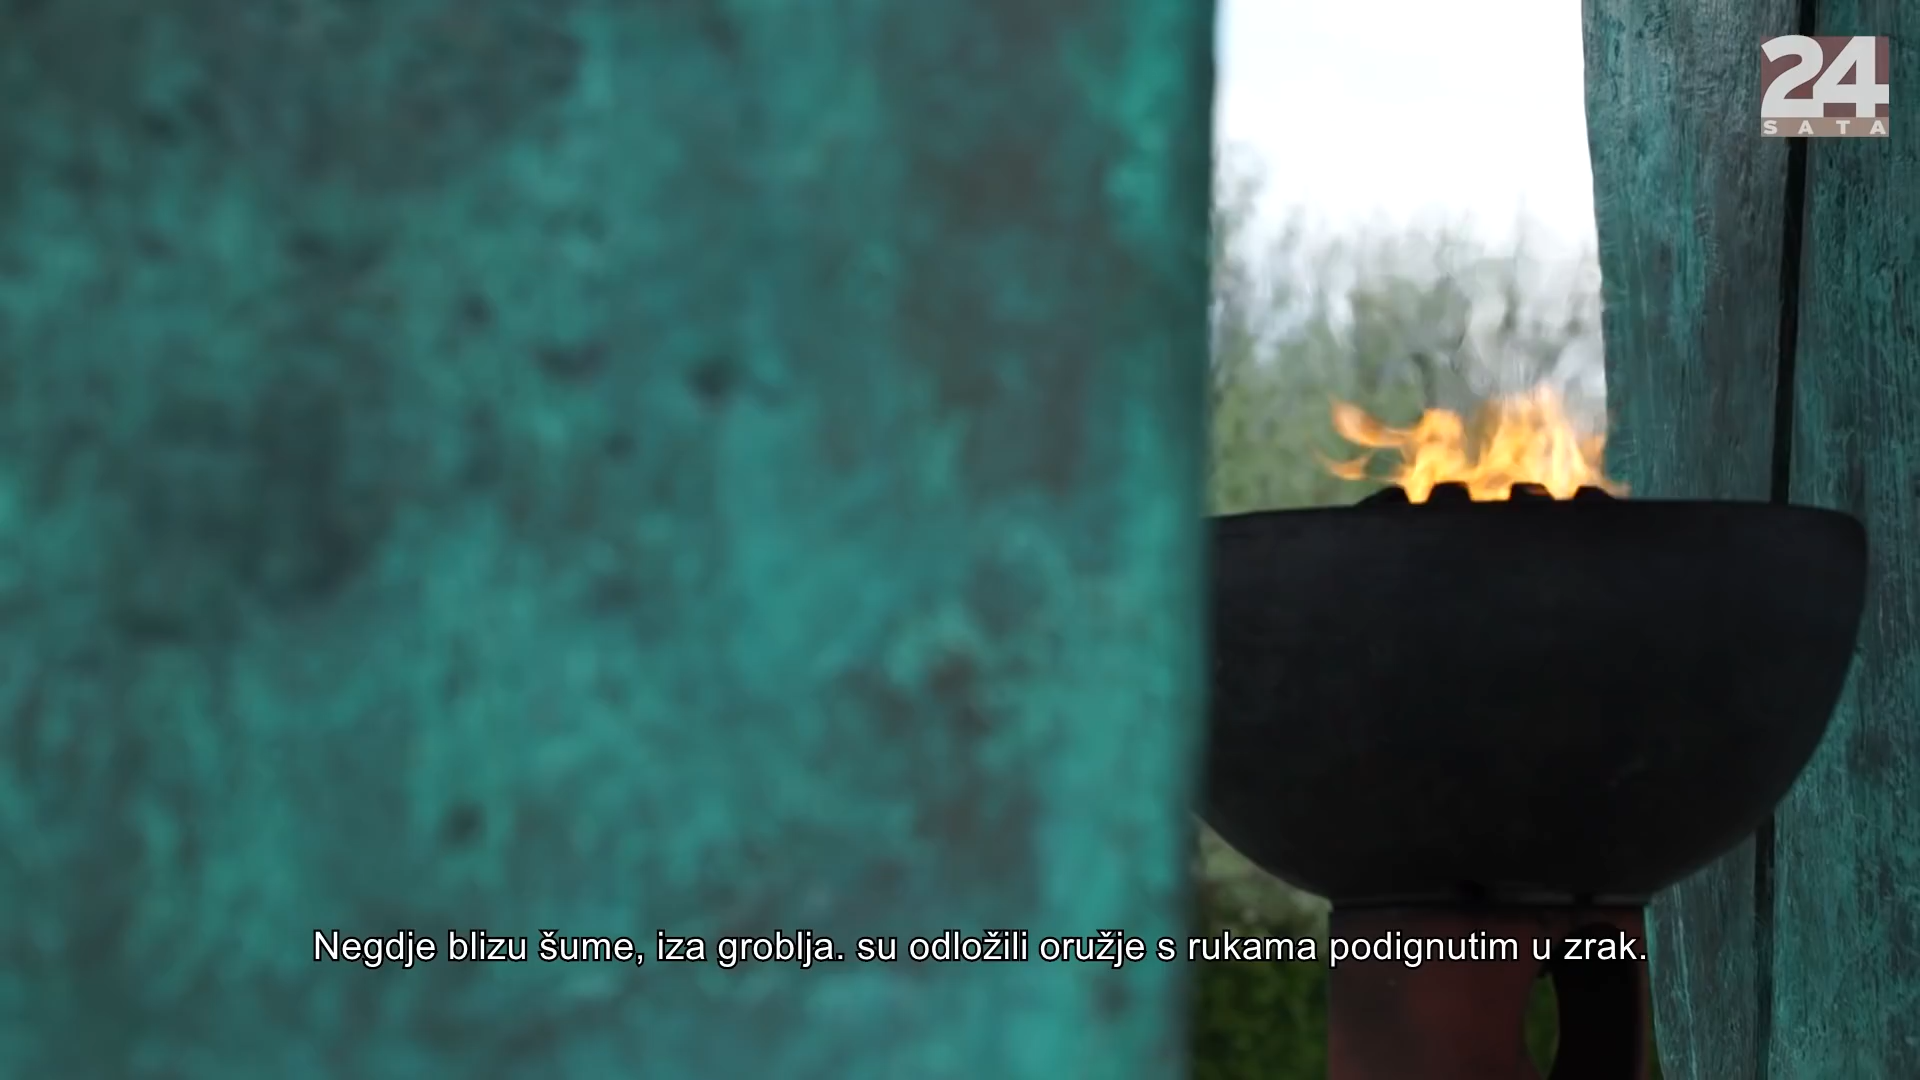 24
SATA
Negdje blizu šume, iza groblja. su odložili oružje s rukama podignutim u zrak.